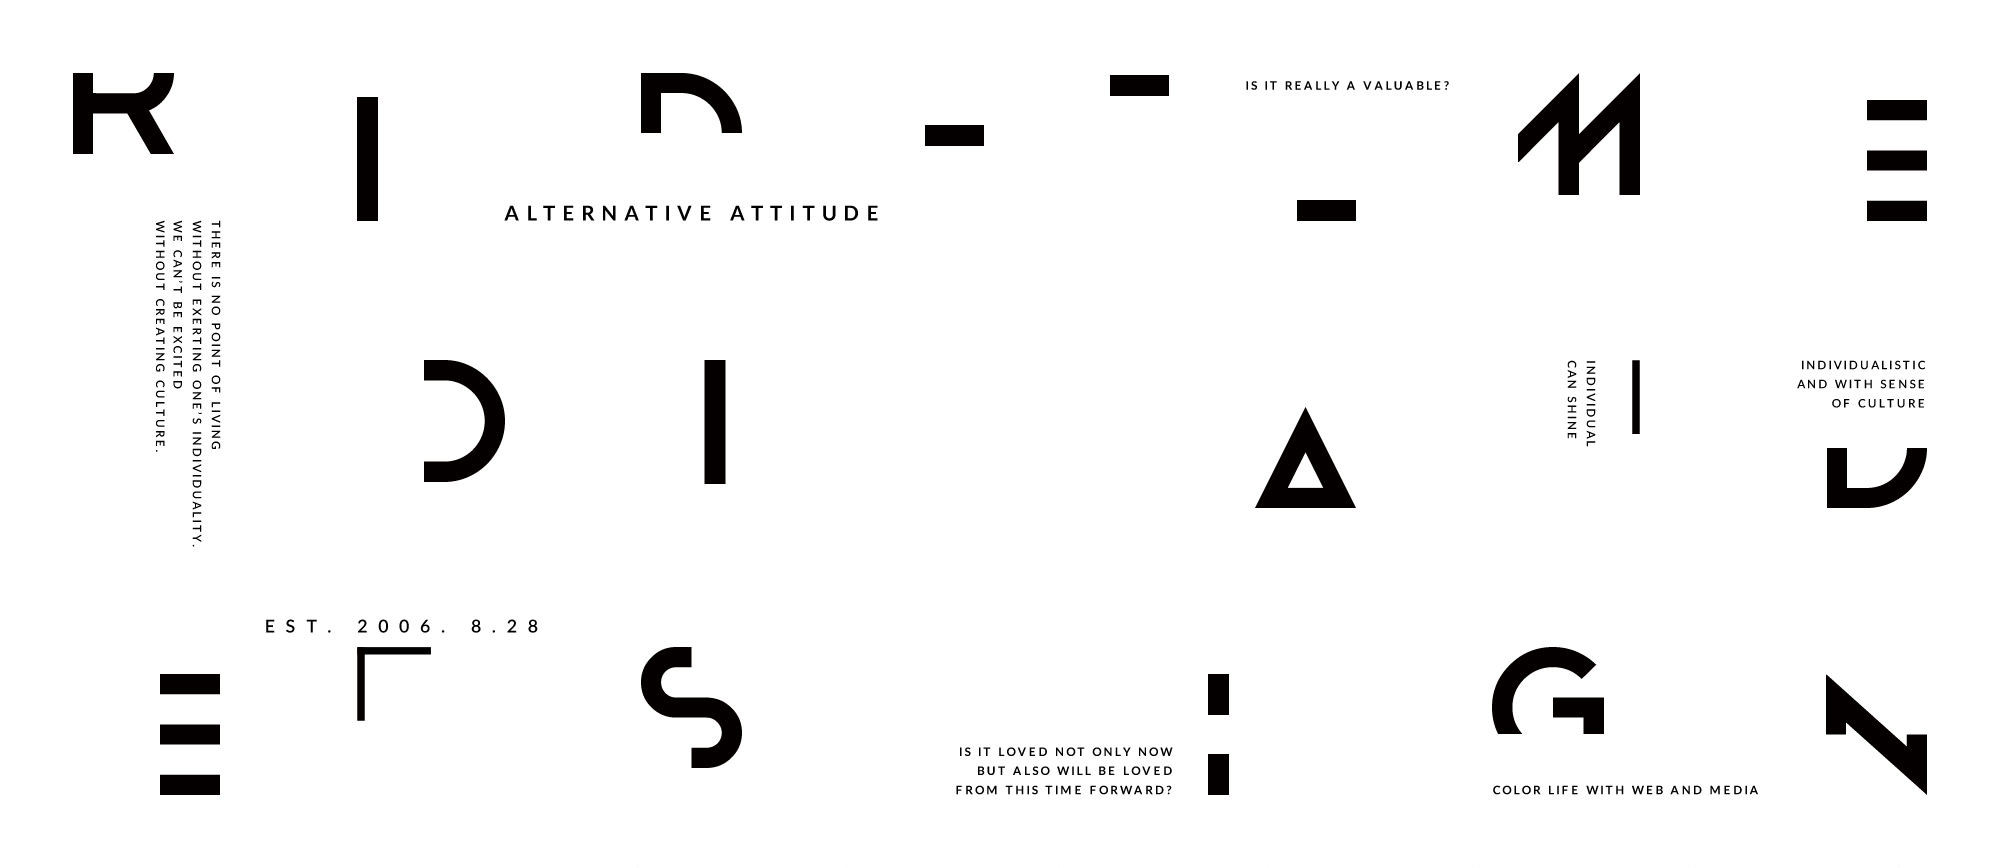 R I D E M E
IS IT REALLY A VALUABLE?
ALTERNATIVE ATTITUDE
THERE IS NO POINT OF LIVING
WITHOUT EXERTING ONE'S INDIVIDUALITY.
WE CAN'T BE EXCITED
WITHOUT CREATING CULTURE.
D I A D
INDIVIDUAL
CAN SHINE
INDIVIDUALISTIC
AND WITH SENSE
OF CULTURE
EST. 2006. 8.28
E S I G N
IS IT LOVED NOT ONLY NOW
BUT ALSO WILL BE LOVED
FROM THIS TIME FORWARD?
COLOR LIFE WITH WEB AND MEDIA